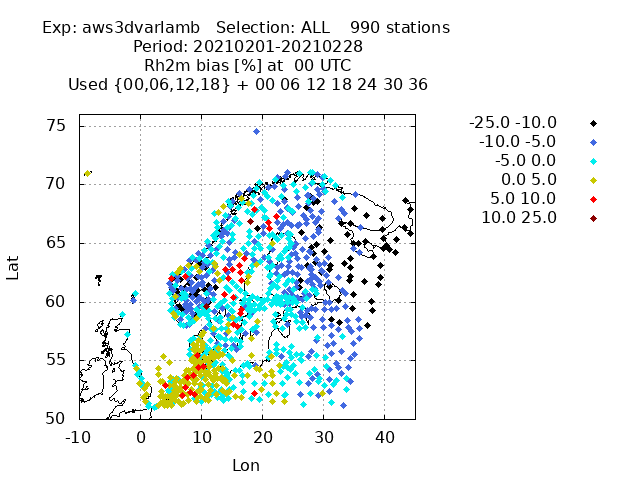 Exp: aws3dvarlamb   Selection: ALL    990 stations
Period: 20210201-20210228
Rh2m bias [%] at  00 UTC
Used {00,06,12,18} + 00 06 12 18 24 30 36
-25.0 -10.0
-10.0 -5.0
-5.0 0.0
0.0 5.0
5.0 10.0
10.0 25.0
75
70
65
60
55
50
Lat
-10 0 10 20 30 40
Lon